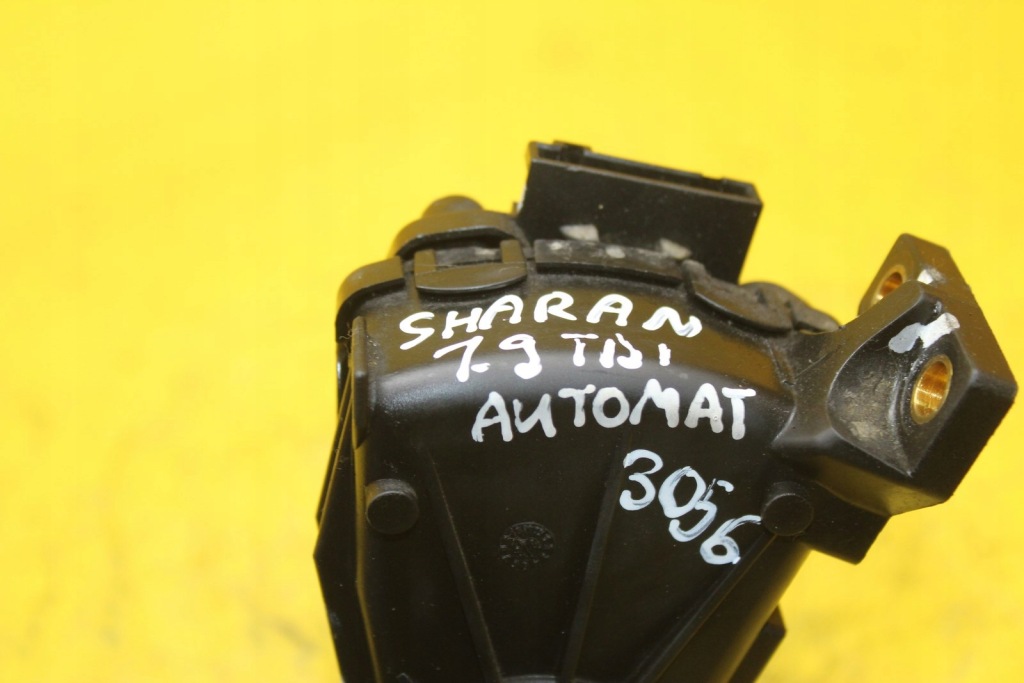 SHARAN
1.9 TDI
AUTOMAT
3056